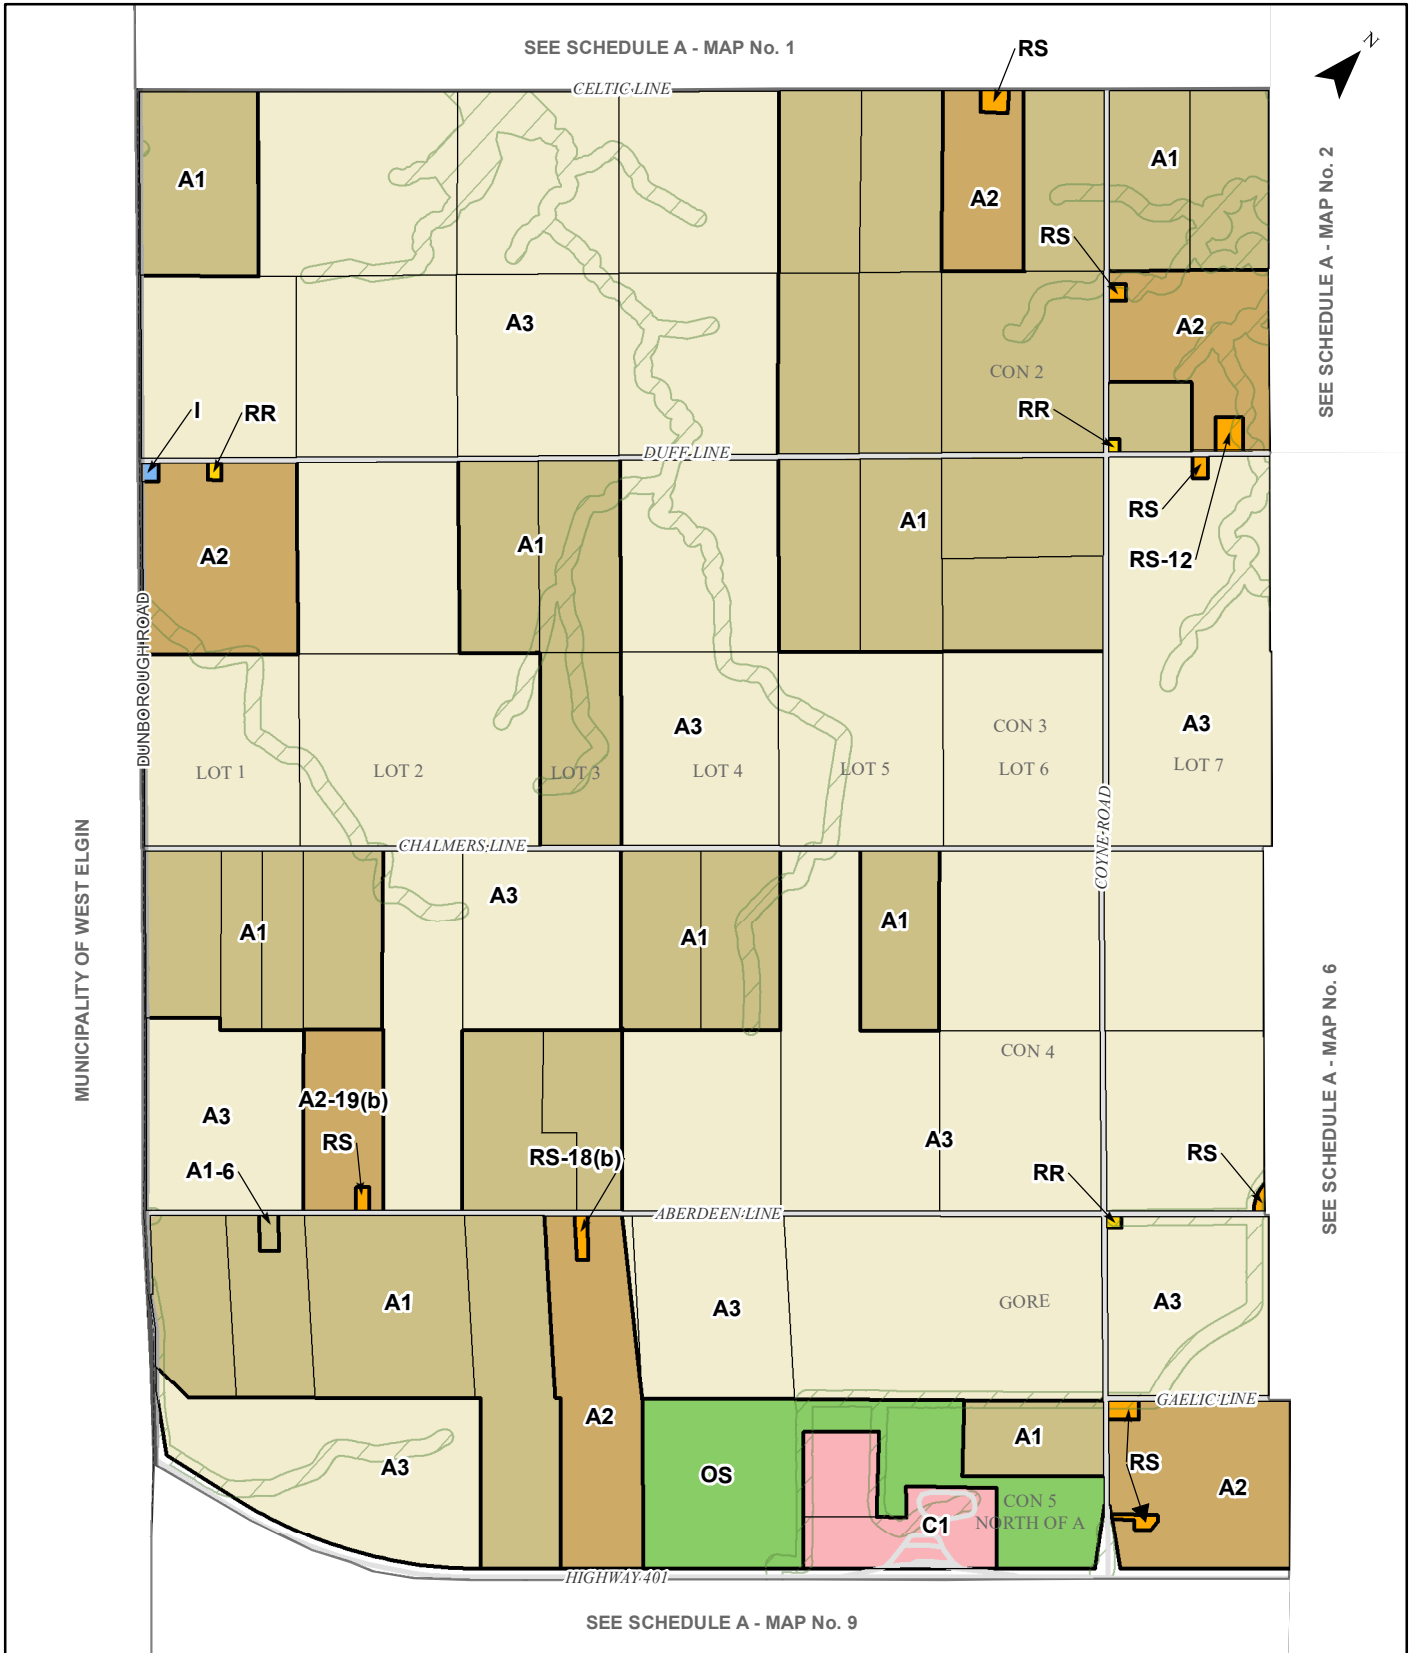 SEE SCHEDULE A - MAP No. 1
RS
N
CELTIC LINE
A1
A1
A2
SEE SCHEDULE A - MAP No. 2
RS
A3
A2
CON 2
I
RR
RR
DUFF LINE
A1
A1
RS
A2
RS-12
DUNBOROUGH ROAD
A3
CON 3
A3
LOT 1
LOT 2
LOT 3
LOT 4
LOT 5
LOT 6
LOT 7
COYNE ROAD
CHALMERS LINE
MUNICIPALITY OF WEST ELGIN
A3
A1
A1
A1
SEE SCHEDULE A - MAP No. 6
CON 4
A2-19(b)
A3
RS
A3
RS-18(b)
RS
A1-6
RR
ABERDEEN LINE
A1
A3
GORE
A3
GAELIC LINE
A2
A1
RS
A3
OS
A2
CON 5
C1
NORTH OF A
HIGHWAY 401
SEE SCHEDULE A - MAP No. 9